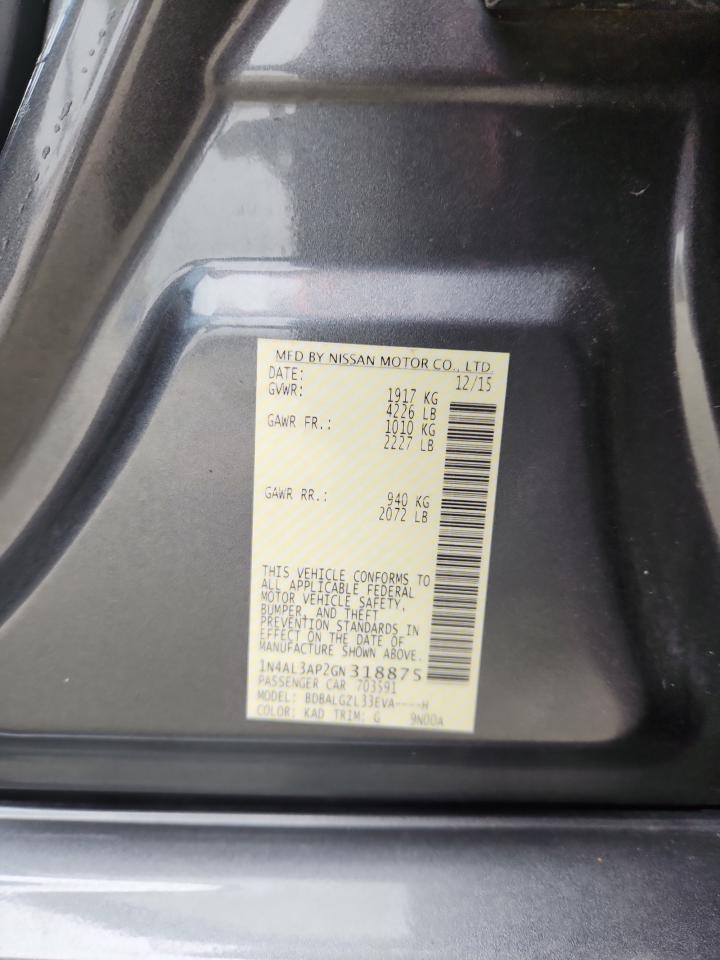 MFD BY NISSAN MOTOR CO., LTD.
DATE: 12/15
GVWR: 1917 KG
4226 LB
GAWR FR.: 1010 KG
2227 LB
GAWR RR.: 940 KG
2072 LB
THIS VEHICLE CONFORMS TO
ALL APPLICABLE FEDERAL
MOTOR VEHICLE SAFETY,
BUMPER, AND THEFT
PREVENTION STANDARDS IN
EFFECT ON THE DATE OF
MANUFACTURE SHOWN ABOVE.
1N4AL3AP2GN318875
PASSENGER CAR 703591
MODEL: BDBALGZL33EVA----H
COLOR: KAD TRIM: G 9N00A